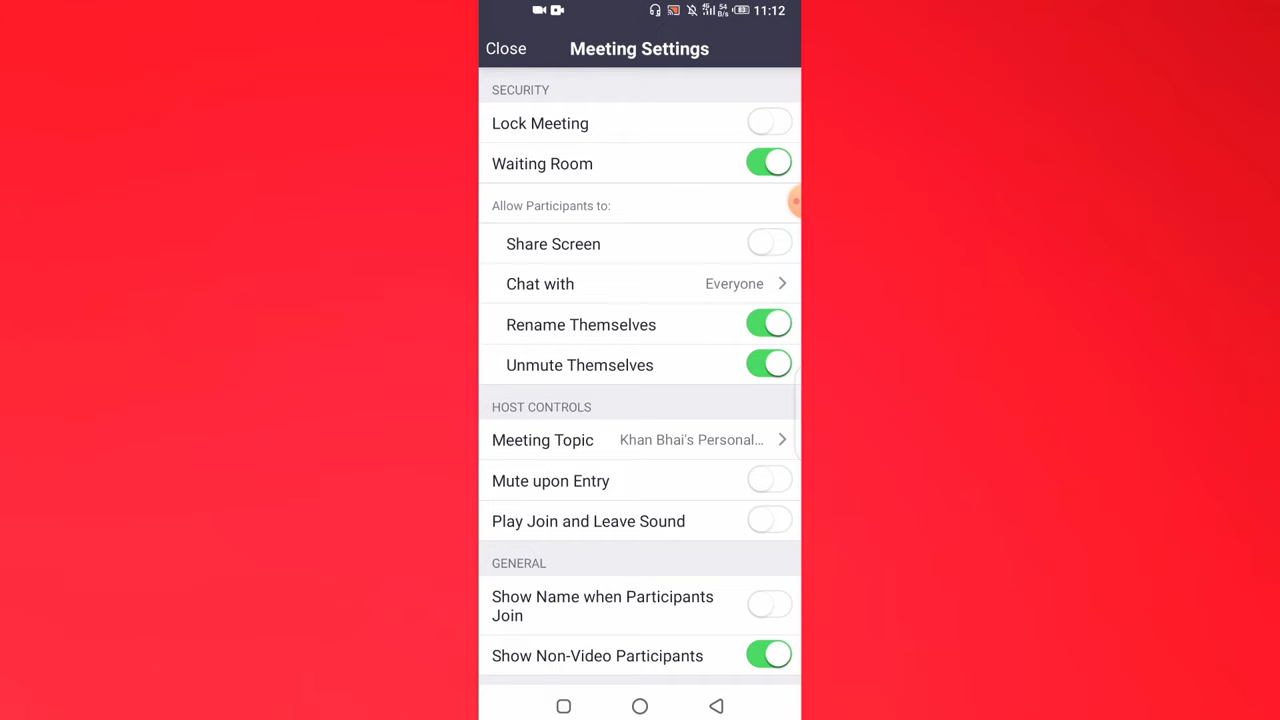 54
B/s
83
11:12
Close
Meeting Settings
SECURITY
Lock Meeting
Waiting Room
Allow Participants to:
Share Screen
Chat with
Everyone
Rename Themselves
Unmute Themselves
HOST CONTROLS
Meeting Topic
Khan Bhai's Personal...
Mute upon Entry
Play Join and Leave Sound
GENERAL
Show Name when Participants
Join
Show Non-Video Participants